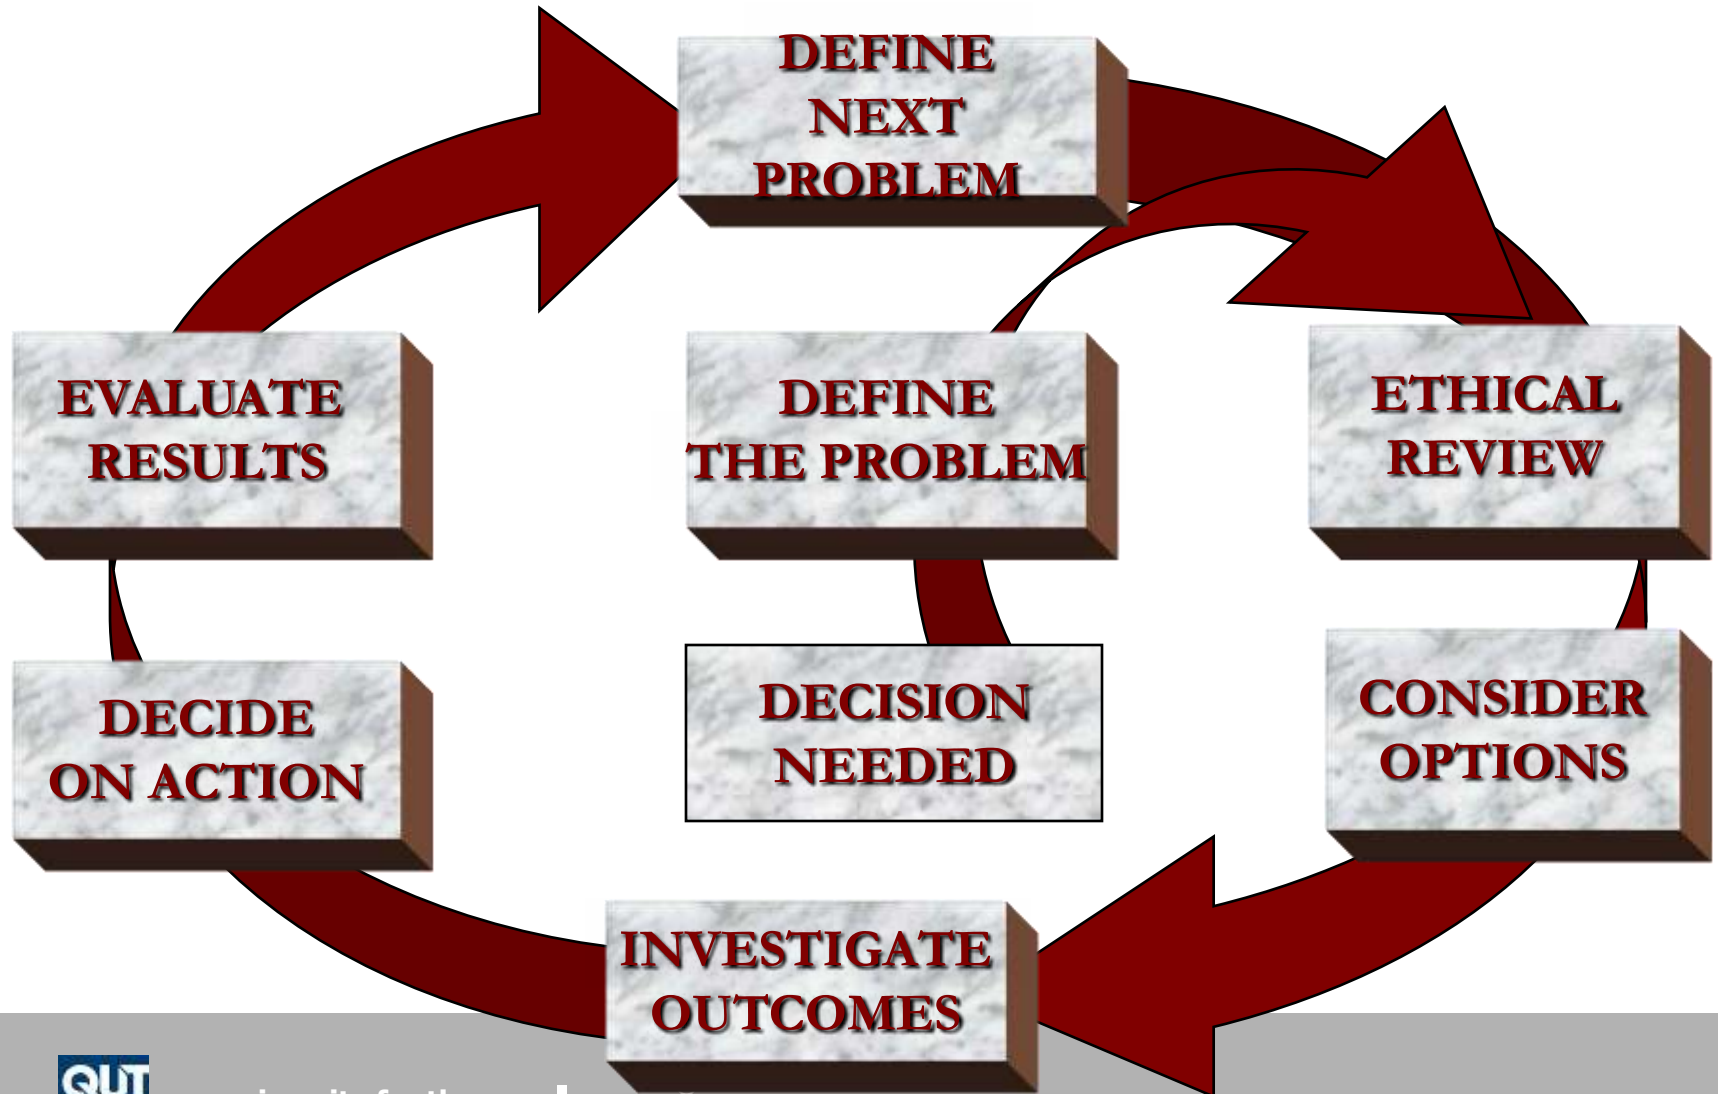 DEFINE
NEXT
PROBLEM
EVALUATE
RESULTS
DEFINE
THE PROBLEM
ETHICAL
REVIEW
DECIDE
ON ACTION
DECISION
NEEDED
CONSIDER
OPTIONS
INVESTIGATE
OUTCOMES
QUT